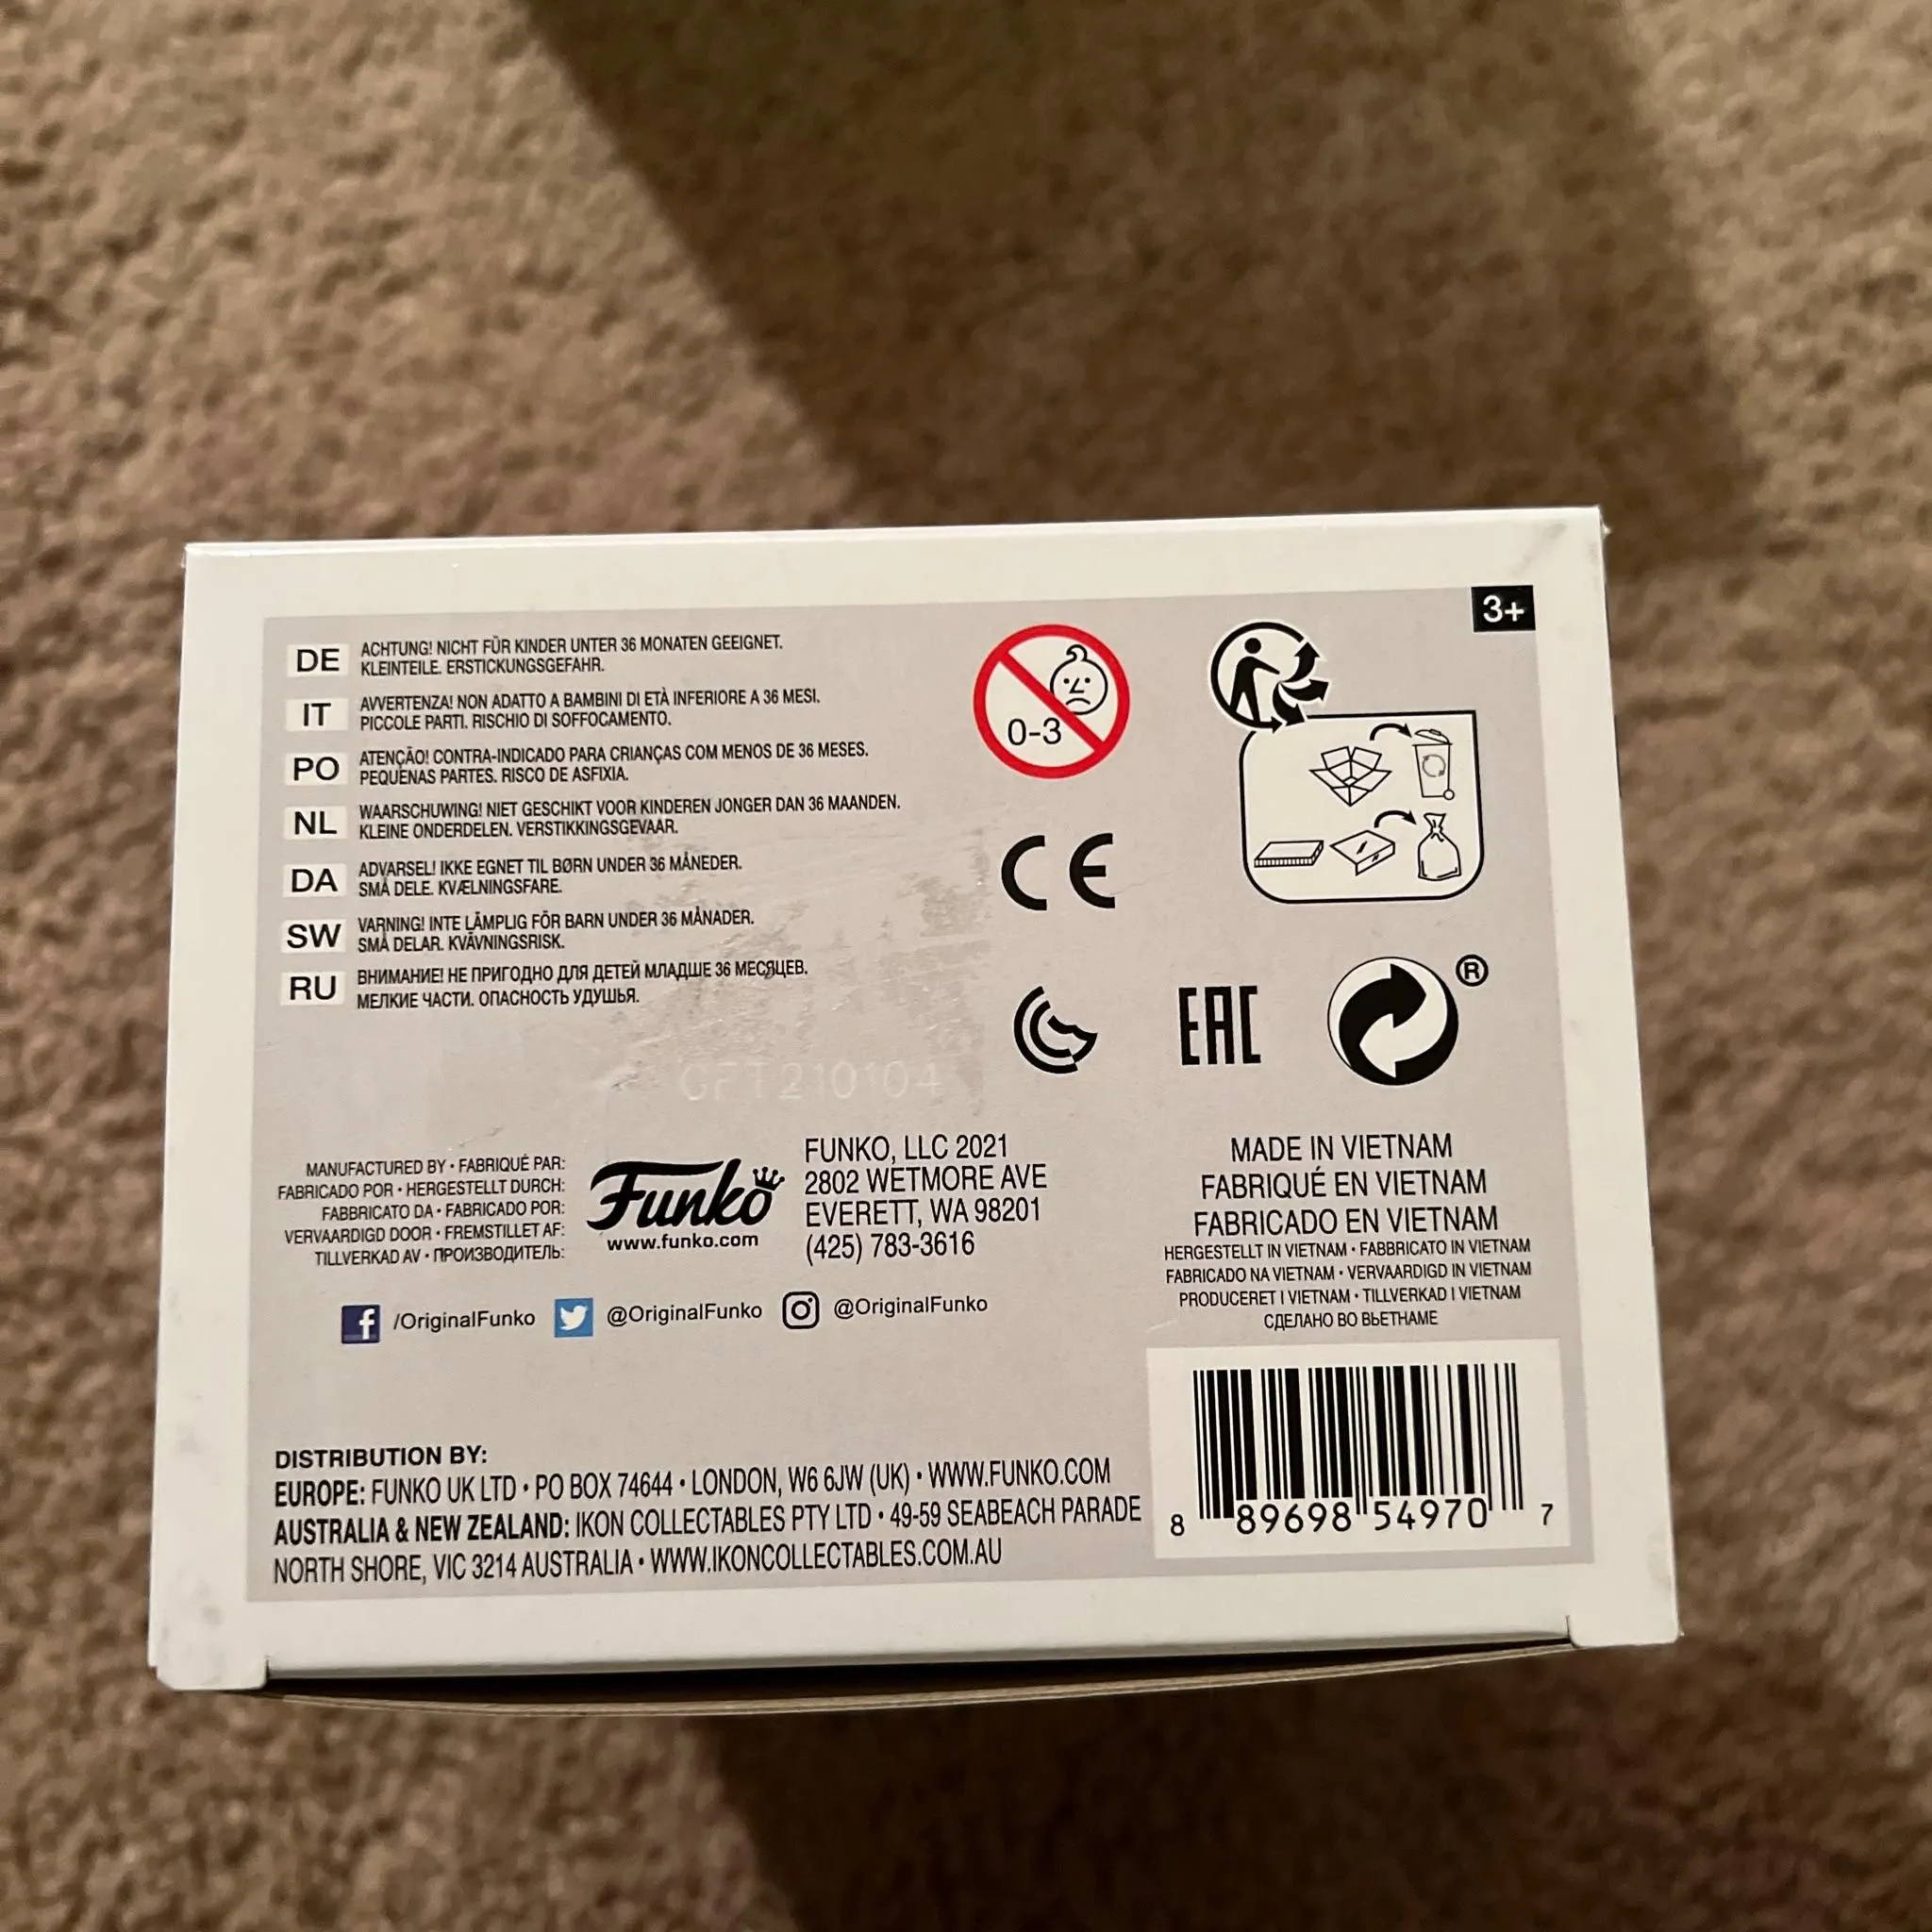 3+
DE
ACHTUNG! NICHT FÜR KINDER UNTER 36 MONATEN GEEIGNET.
KLEINTEILE. ERSTICKUNGSGEFAHR.
IT
AVVERTENZA! NON ADATTO A BAMBINI DI ETÀ INFERIORE A 36 MESI.
PICCOLE PARTI. RISCHIO DI SOFFOCAMENTO.
PO
ATENÇÃO! CONTRA-INDICADO PARA CRIANÇAS COM MENOS DE 36 MESES.
PEQUENAS PARTES. RISCO DE ASFIXIA.
NL
WAARSCHUWING! NIET GESCHIKT VOOR KINDEREN JONGER DAN 36 MAANDEN.
KLEINE ONDERDELEN. VERSTIKKINGSGEVAAR.
DA
ADVARSEL! IKKE EGNET TIL BØRN UNDER 36 MÅNEDER.
SMÅ DELE. KVÆLNINGSFARE.
SW
VARNING! INTE LÄMPLIG FÖR BARN UNDER 36 MÅNADER.
SMÅ DELAR. KVÄVNINGSRISK.
RU
ВНИМАНИЕ! НЕ ПРИГОДНО ДЛЯ ДЕТЕЙ МЛАДШЕ 36 МЕСЯЦЕВ.
МЕЛКИЕ ЧАСТИ. ОПАСНОСТЬ УДУШЬЯ.
0-3
CE
EAC
®
210104
MANUFACTURED BY • FABRIQUÉ PAR:
FABRICADO POR • HERGESTELLT DURCH:
FABBRICATO DA • FABRICADO POR:
VERVAARDIGD DOOR • FREMSTILLET AF:
TILLVERKAD AV • ПРОИЗВОДИТЕЛЬ:
Funko
www.funko.com
FUNKO, LLC 2021
2802 WETMORE AVE
EVERETT, WA 98201
(425) 783-3616
MADE IN VIETNAM
FABRIQUÉ EN VIETNAM
FABRICADO EN VIETNAM
HERGESTELLT IN VIETNAM • FABBRICATO IN VIETNAM
FABRICADO NA VIETNAM • VERVAARDIGD IN VIETNAM
PRODUCERET I VIETNAM • TILLVERKAD I VIETNAM
СДЕЛАНО ВО ВЬЕТНАМЕ
f /OriginalFunko @OriginalFunko @OriginalFunko
DISTRIBUTION BY:
EUROPE: FUNKO UK LTD • PO BOX 74644 • LONDON, W6 6JW (UK) • WWW.FUNKO.COM
AUSTRALIA & NEW ZEALAND: IKON COLLECTABLES PTY LTD • 49-59 SEABEACH PARADE
NORTH SHORE, VIC 3214 AUSTRALIA • WWW.IKONCOLLECTABLES.COM.AU
8 89698 54970 7